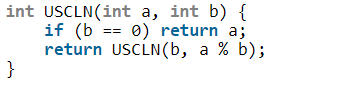 int USCLN(int a, int b) {
    if (b == 0) return a;
    return USCLN(b, a % b);
}